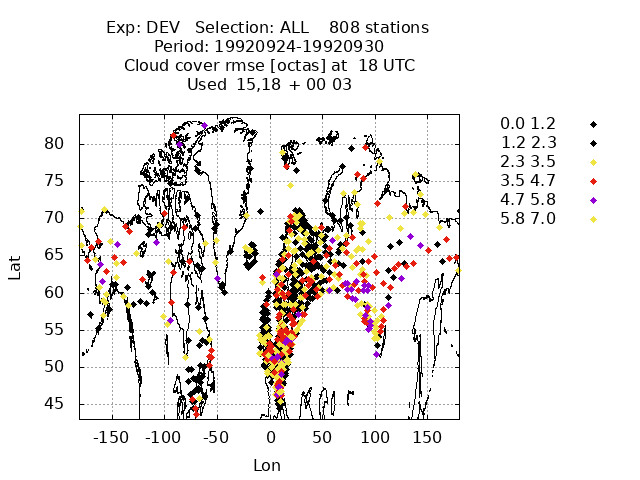 Exp: DEV   Selection: ALL    808 stations
Period: 19920924-19920930
Cloud cover rmse [octas] at  18 UTC
Used  15,18 + 00 03
0.0 1.2
1.2 2.3
2.3 3.5
3.5 4.7
4.7 5.8
5.8 7.0
80
75
70
65
60
55
50
45
Lat
-150 -100 -50 0 50 100 150
Lon